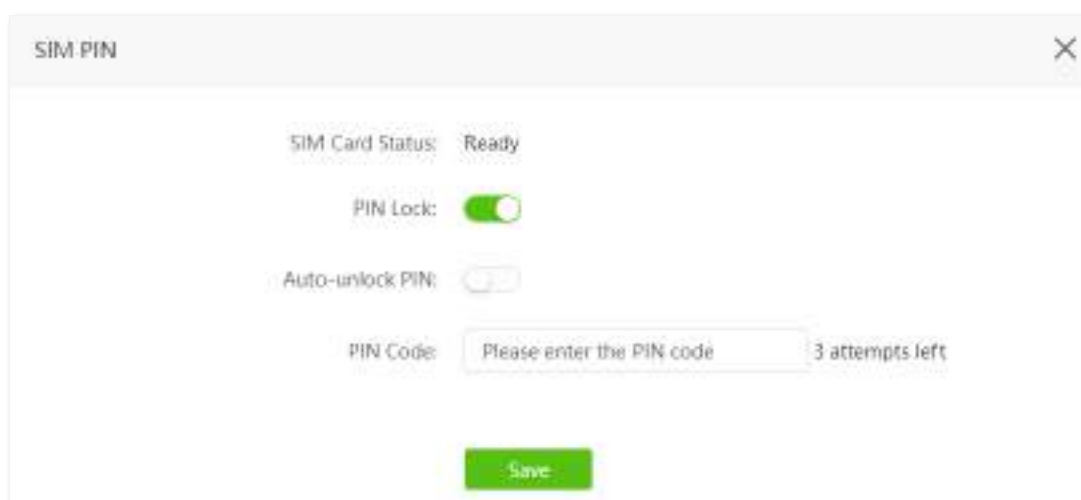 SIM PIN
SIM Card Status: Ready
PIN Lock:
Auto-unlock PIN:
PIN Code: Please enter the PIN code 3 attempts left
Save